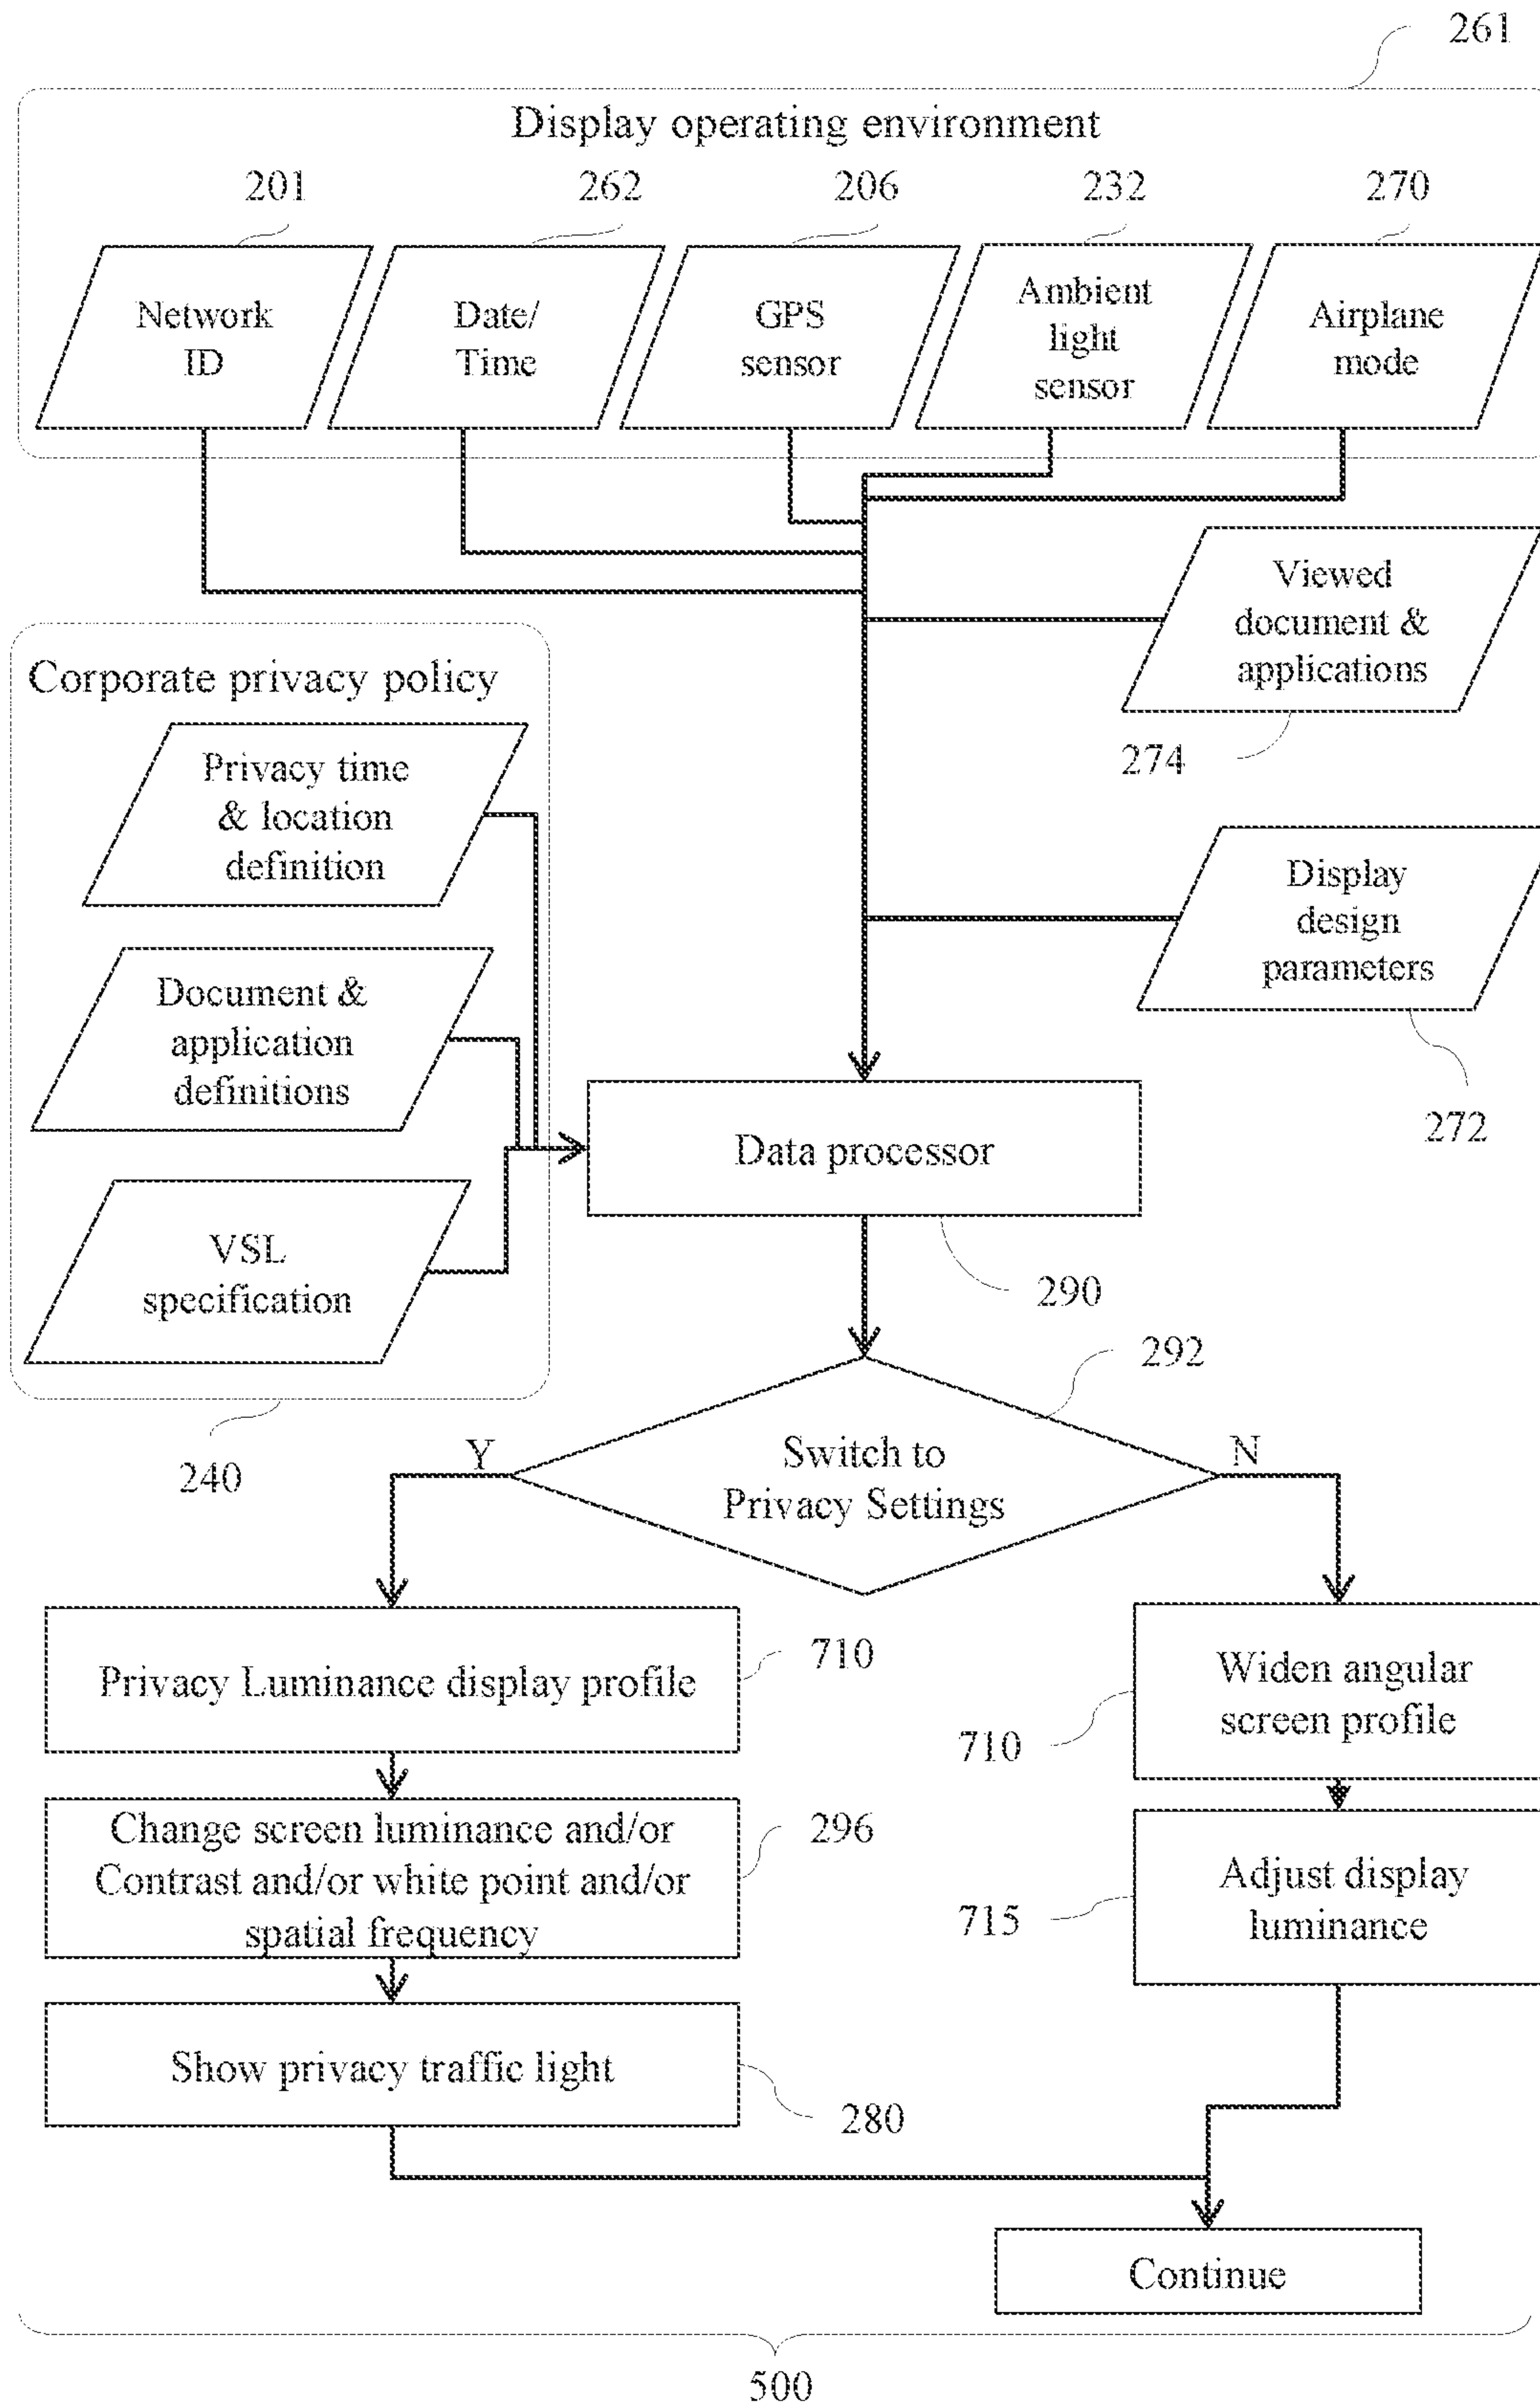 261
Display operating environment
201
262
206
232
270
Network
ID
Date/
Time
GPS
sensor
Ambient
light
sensor
Airplane
mode
Viewed
document &
applications
274
Corporate privacy policy
Privacy time
& location
definition
Display
design
parameters
272
Document &
application
definitions
Data processor
290
VSL
specification
240
292
Switch to
Privacy Settings
Y
N
Privacy Luminance display profile
710
Widen angular
screen profile
710
Change screen luminance and/or
Contrast and/or white point and/or
spatial frequency
296
Adjust display
luminance
715
Show privacy traffic light
280
Continue
500